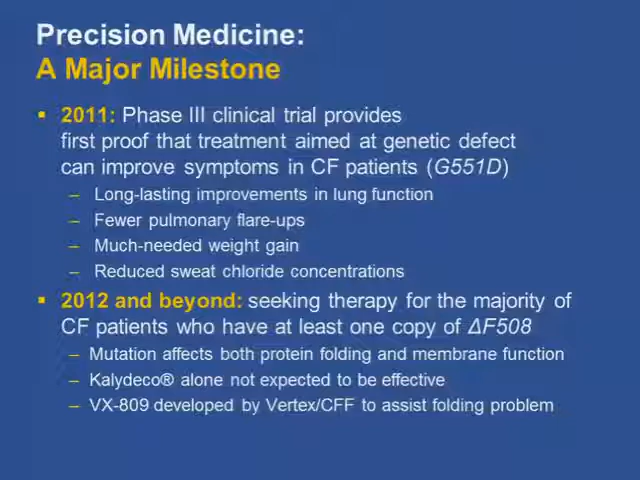 Precision Medicine:
A Major Milestone
▪ 2011: Phase III clinical trial provides
first proof that treatment aimed at genetic defect
can improve symptoms in CF patients (G551D)
– Long-lasting improvements in lung function
– Fewer pulmonary flare-ups
– Much-needed weight gain
– Reduced sweat chloride concentrations
▪ 2012 and beyond: seeking therapy for the majority of
CF patients who have at least one copy of ΔF508
– Mutation affects both protein folding and membrane function
– Kalydeco® alone not expected to be effective
– VX-809 developed by Vertex/CFF to assist folding problem